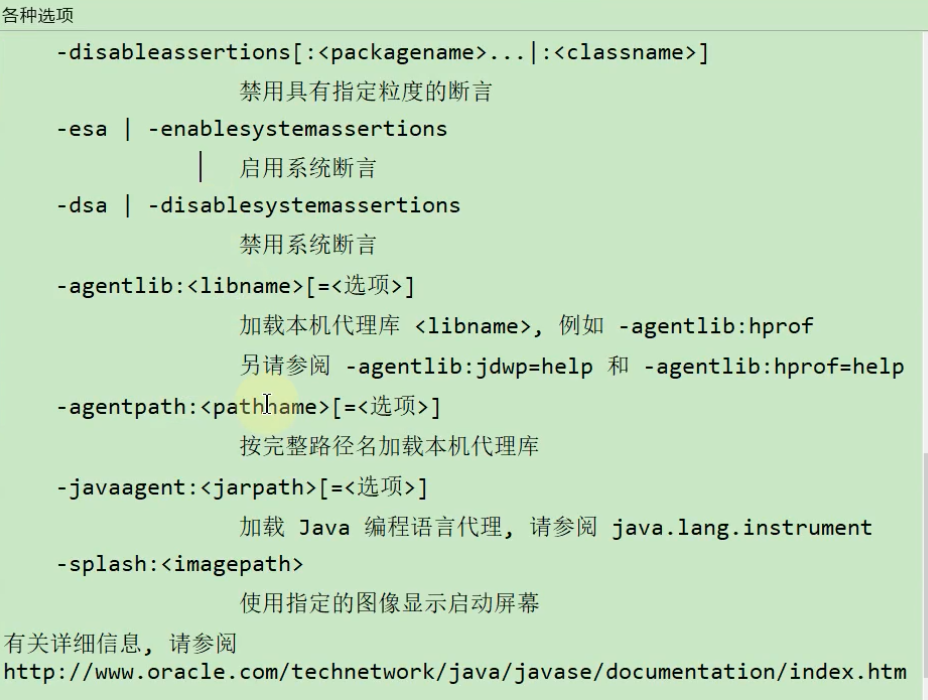 各种选项
-disableassertions[:<packagename>...|:<classname>]
禁用具有指定粒度的断言
-esa | -enablesystemassertions
启用系统断言
-dsa | -disablesystemassertions
禁用系统断言
-agentlib:<libname>[=<选项>]
加载本机代理库 <libname>, 例如 -agentlib:hprof
另请参阅 -agentlib:jdwp=help 和 -agentlib:hprof=help
-agentpath:<pathname>[=<选项>]
按完整路径名加载本机代理库
-javaagent:<jarpath>[=<选项>]
加载 Java 编程语言代理, 请参阅 java.lang.instrument
-splash:<imagepath>
使用指定的图像显示启动屏幕
有关详细信息, 请参阅
http://www.oracle.com/technetwork/java/javase/documentation/index.htm